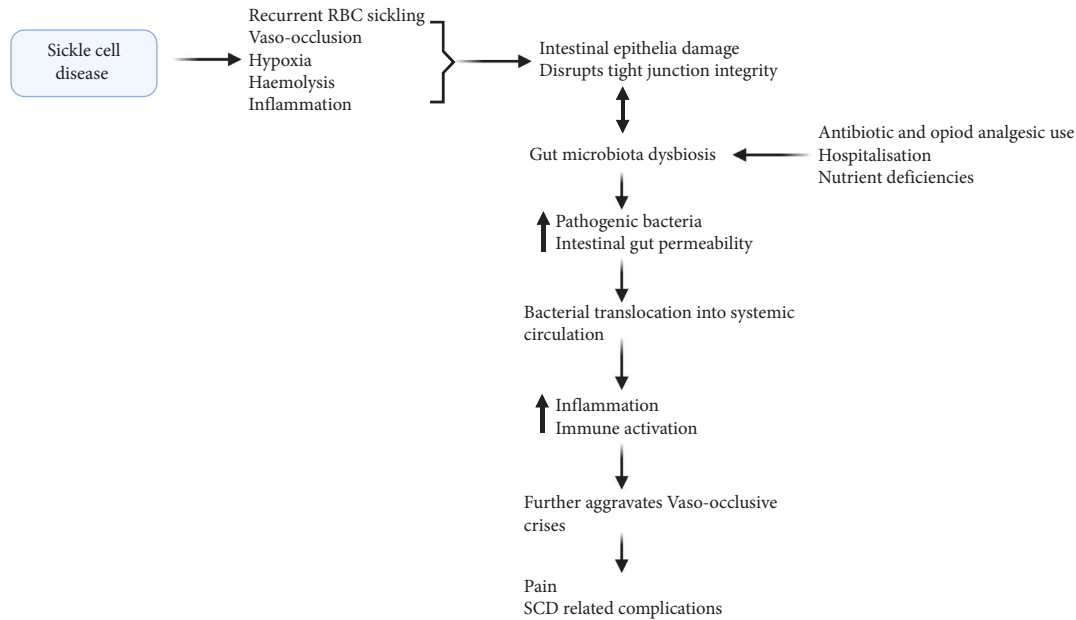 Sickle cell
disease
Recurrent RBC sickling
Vaso-occlusion
Hypoxia
Haemolysis
Inflammation
Intestinal epithelia damage
Disrupts tight junction integrity
Gut microbiota dysbiosis
Antibiotic and opiod analgesic use
Hospitalisation
Nutrient deficiencies
Pathogenic bacteria
Intestinal gut permeability
Bacterial translocation into systemic
circulation
Inflammation
Immune activation
Further aggravates Vaso-occlusive
crises
Pain
SCD related complications